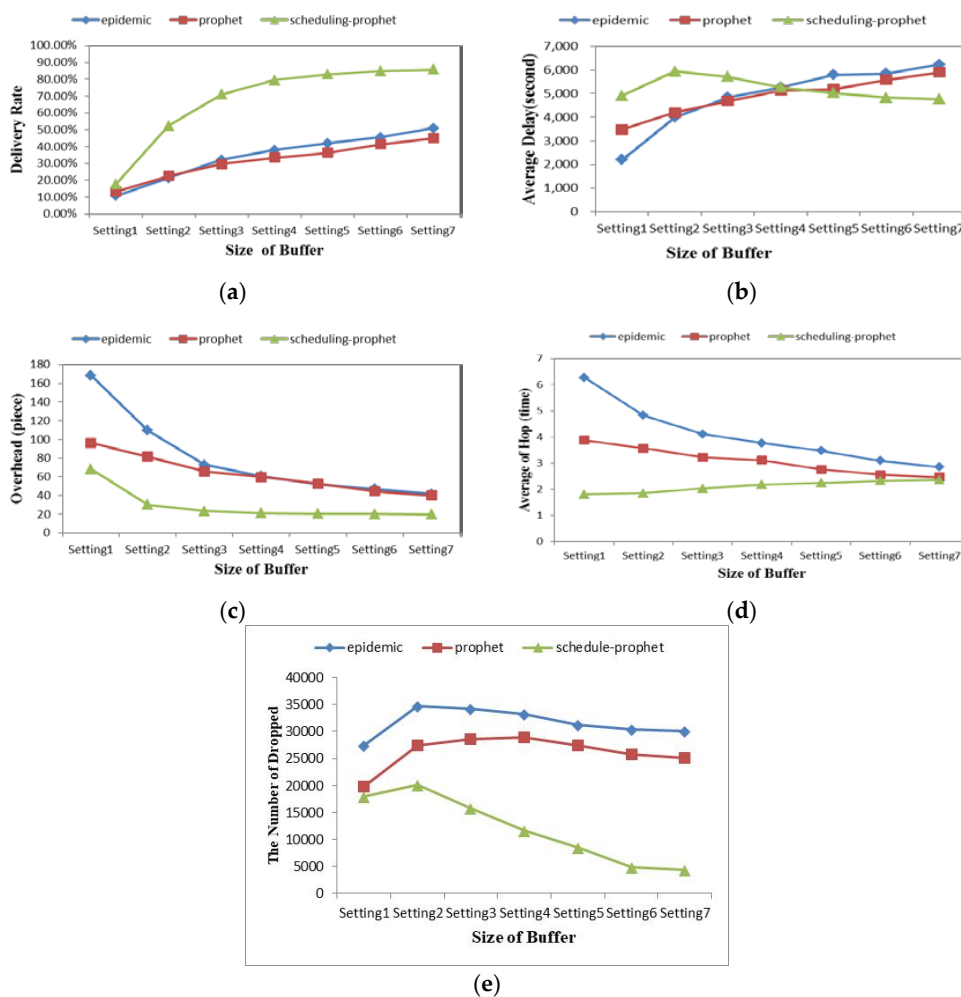 epidemic prophet scheduling-prophet
100.00%
90.00%
80.00%
70.00%
60.00%
50.00%
40.00%
30.00%
20.00%
10.00%
0.00%
Delivery Rate
Setting1 Setting2 Setting3 Setting4 Setting5 Setting6 Setting7
Size of Buffer
(a)
epidemic prophet scheduling-prophet
7,000
6,000
5,000
4,000
3,000
2,000
1,000
0
Average Delay(second)
Setting1 Setting2 Setting3 Setting4 Setting5 Setting6 Setting7
Size of Buffer
(b)
epidemic prophet scheduling-prophet
180
160
140
120
100
80
60
40
20
0
Overhead (piece)
Setting1 Setting2 Setting3 Setting4 Setting5 Setting6 Setting7
Size of Buffer
(c)
epidemic prophet scheduling-prophet
7
6
5
4
3
2
1
0
Average of Hop (time)
Setting1 Setting2 Setting3 Setting4 Setting5 Setting6 Setting7
Size of Buffer
(d)
epidemic prophet schedule-prophet
40000
35000
30000
25000
20000
15000
10000
5000
0
The Number of Dropped
Setting1 Setting2 Setting3 Setting4 Setting5 Setting6 Setting7
Size of Buffer
(e)